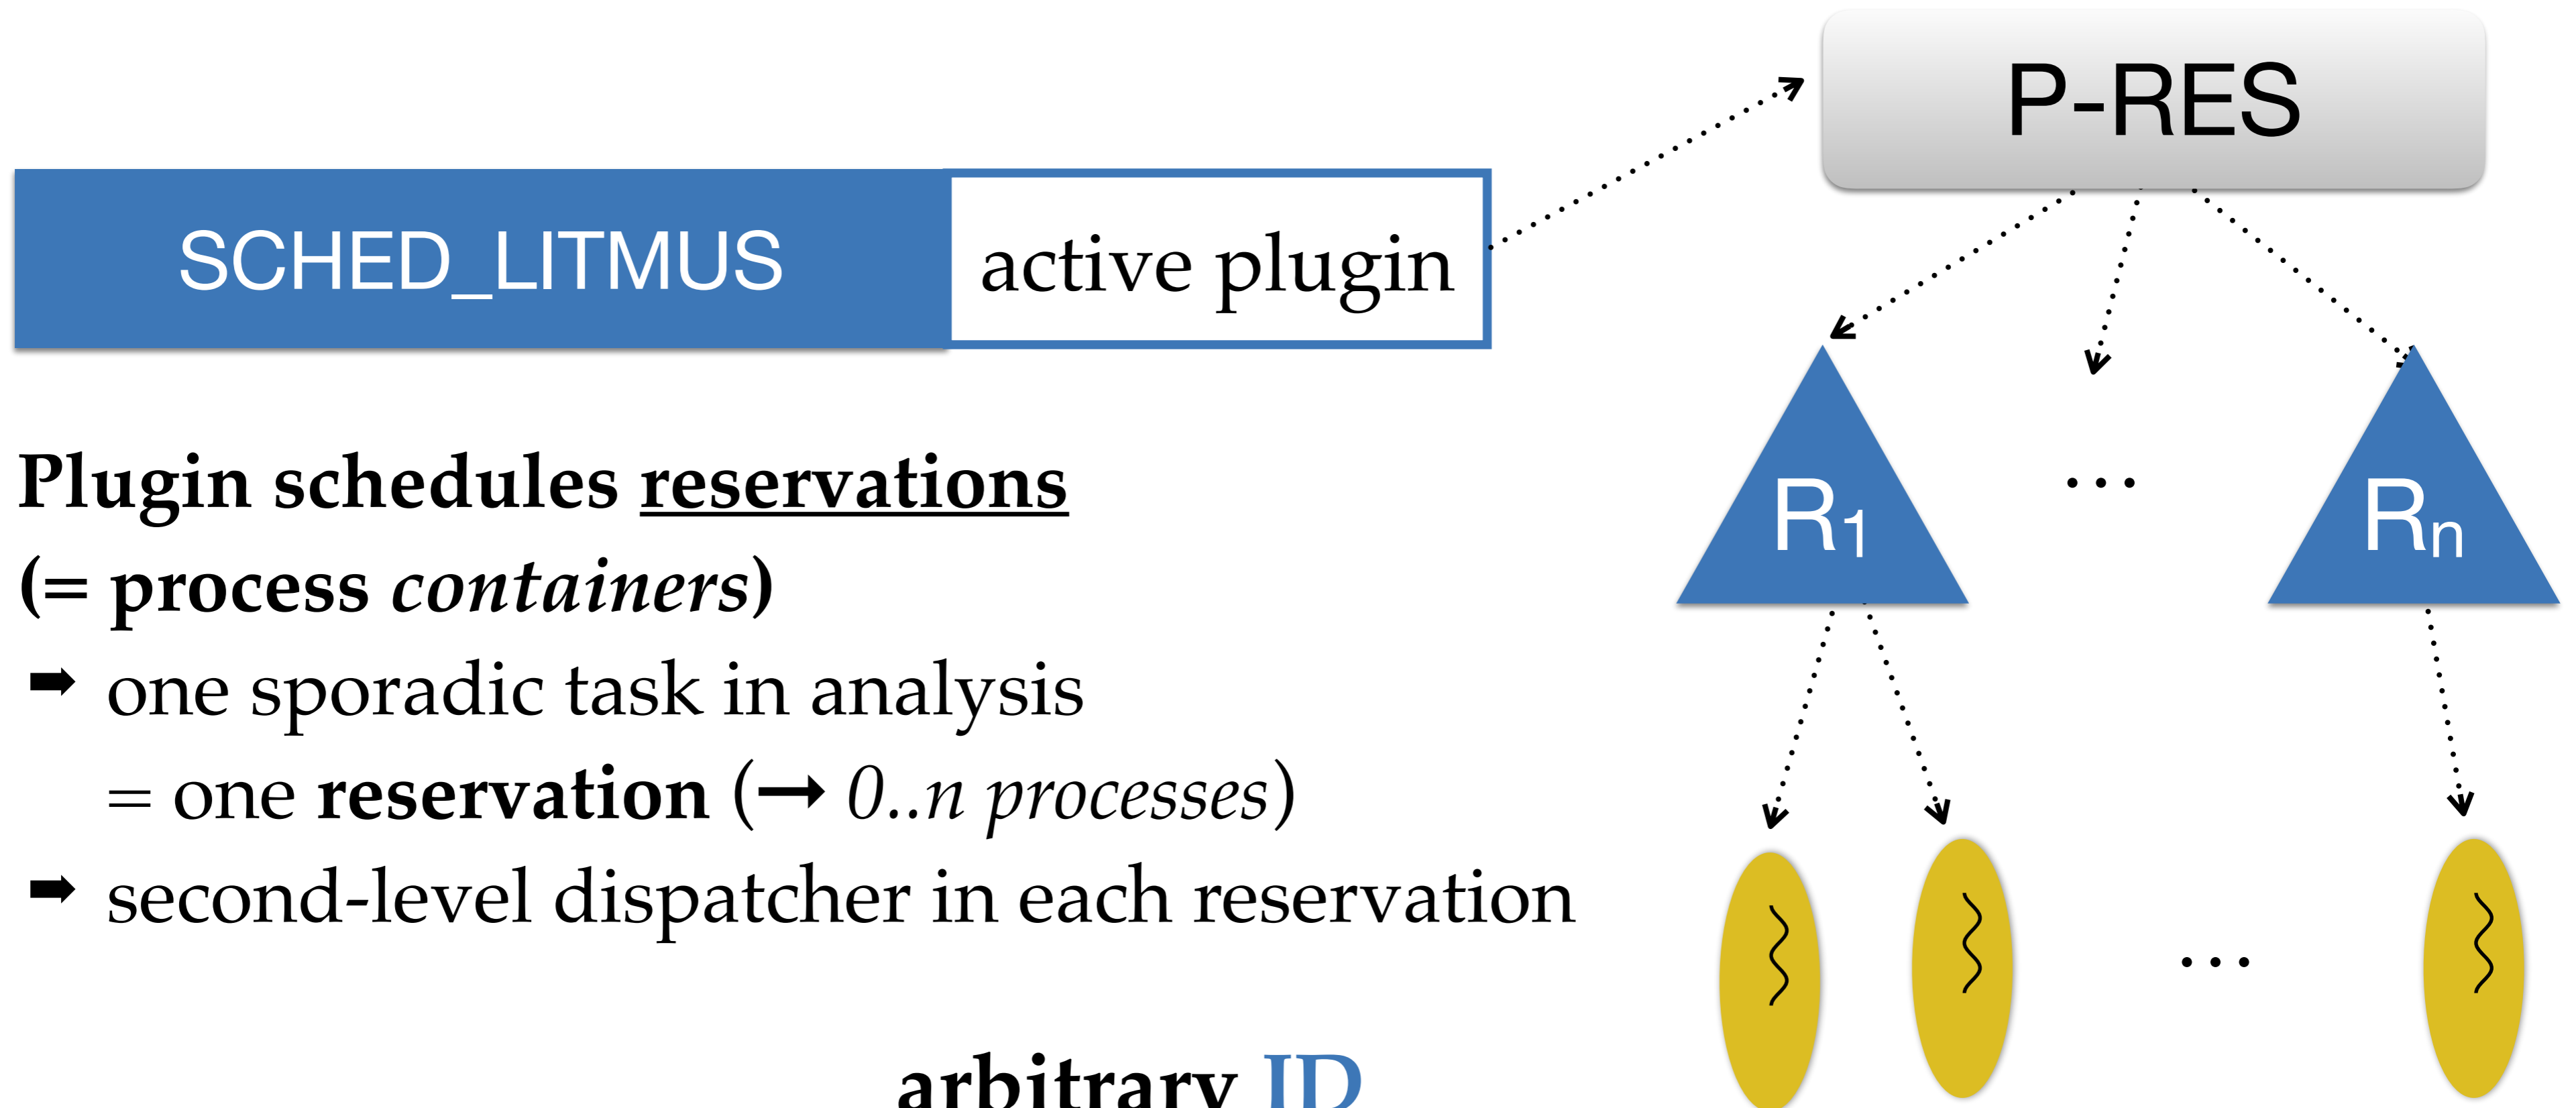 P-RES
SCHED_LITMUS
active plugin
Plugin schedules reservations
(= process containers)
➡ one sporadic task in analysis
= one reservation (➞ 0..n processes)
➡ second-level dispatcher in each reservation
R1
...
Rn
...
arbitrary ID